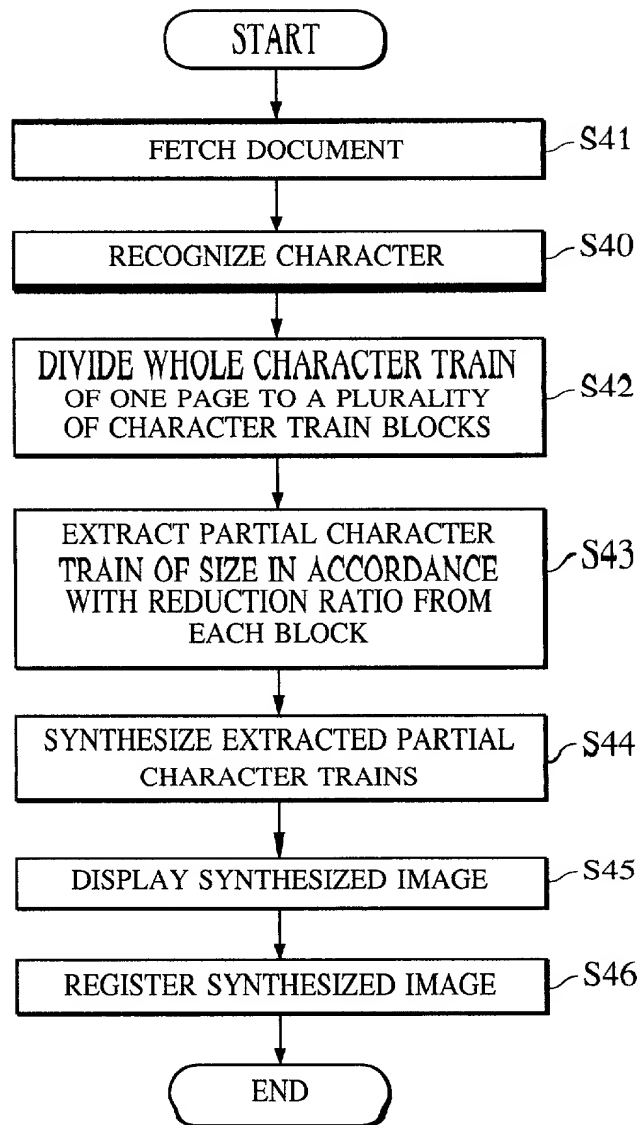 START
FETCH DOCUMENT
S41
RECOGNIZE CHARACTER
S40
DIVIDE WHOLE CHARACTER TRAIN
OF ONE PAGE TO A PLURALITY
OF CHARACTER TRAIN BLOCKS
S42
EXTRACT PARTIAL CHARACTER
TRAIN OF SIZE IN ACCORDANCE
WITH REDUCTION RATIO FROM
EACH BLOCK
S43
SYNTHESIZE EXTRACTED PARTIAL
CHARACTER TRAINS
S44
DISPLAY SYNTHESIZED IMAGE
S45
REGISTER SYNTHESIZED IMAGE
S46
END